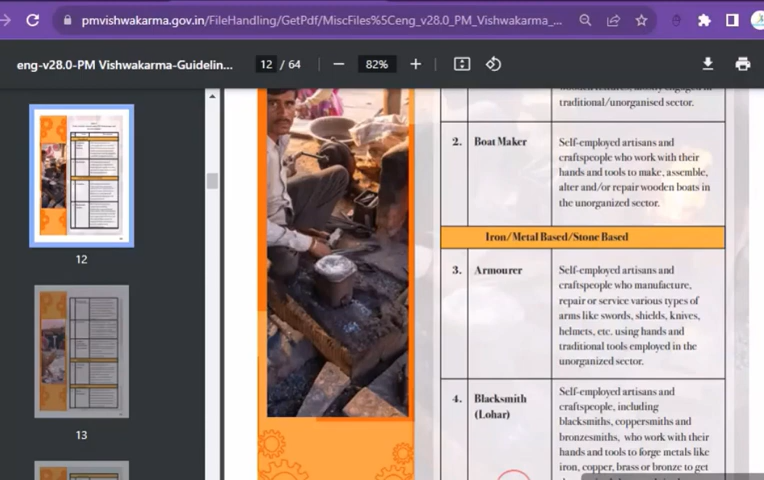 pmvishwakarma.gov.in/FileHandling/GetPdf/MiscFiles%5Ceng_v28.0_PM_Vishwakarma_...
eng-v28.0-PM Vishwakarma-Guidelin...
12 / 64
82%
12
13
traditional/unorganised sector.
2. Boat Maker
Self-employed artisans and
craftspeople who work with their
hands and tools to make, assemble,
alter and/or repair wooden boats in
the unorganized sector.
Iron/Metal Based/Stone Based
3. Armourer
Self-employed artisans and
craftspeople who manufacture,
repair or service various types of
arms like swords, shields, knives,
helmets, etc. using hands and
traditional tools employed in the
unorganized sector.
4. Blacksmith
(Lohar)
Self-employed artisans and
craftspeople, including
blacksmiths, coppersmiths and
bronzesmiths, who work with their
hands and tools to forge metals like
iron, copper, brass or bronze to get